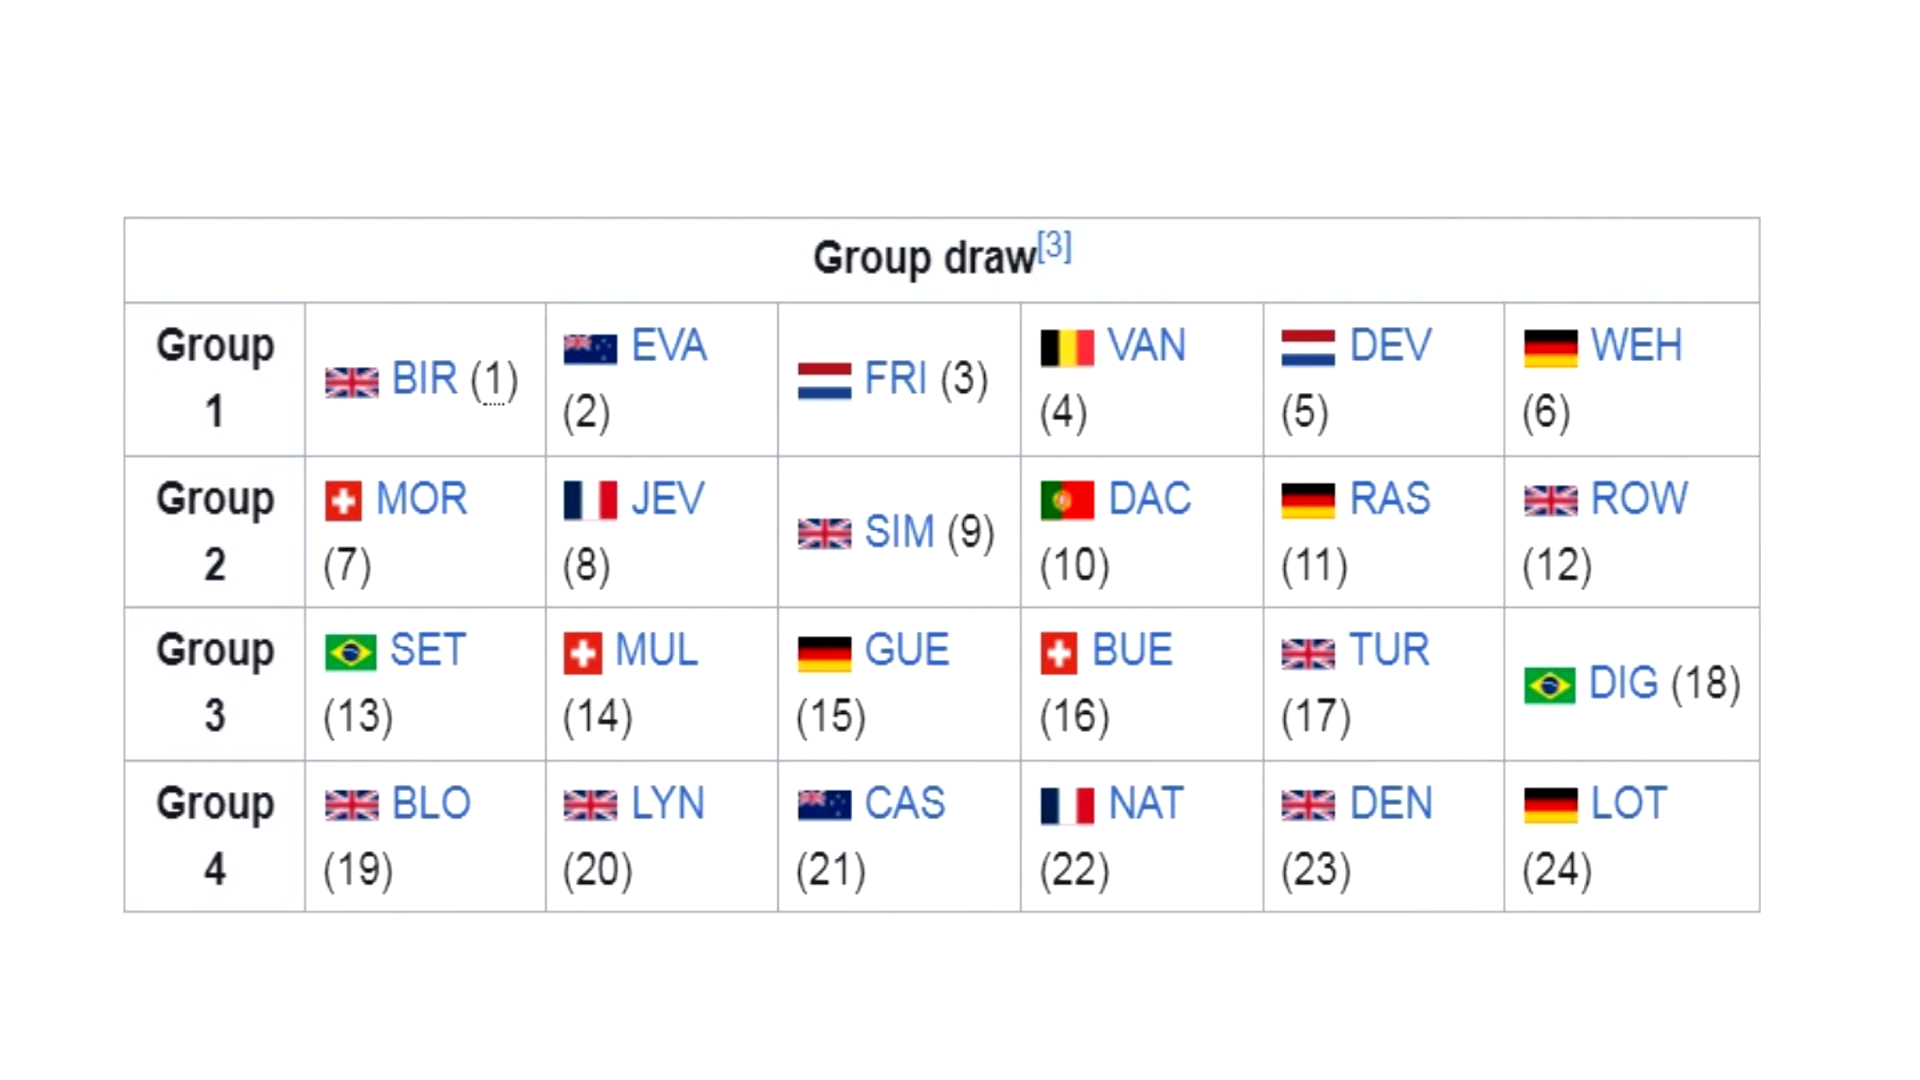 Group draw[3]
Group 1 BIR (1) EVA (2) FRI (3) VAN (4) DEV (5) WEH (6)
Group 2 MOR (7) JEV (8) SIM (9) DAC (10) RAS (11) ROW (12)
Group 3 SET (13) MUL (14) GUE (15) BUE (16) TUR (17) DIG (18)
Group 4 BLO (19) LYN (20) CAS (21) NAT (22) DEN (23) LOT (24)